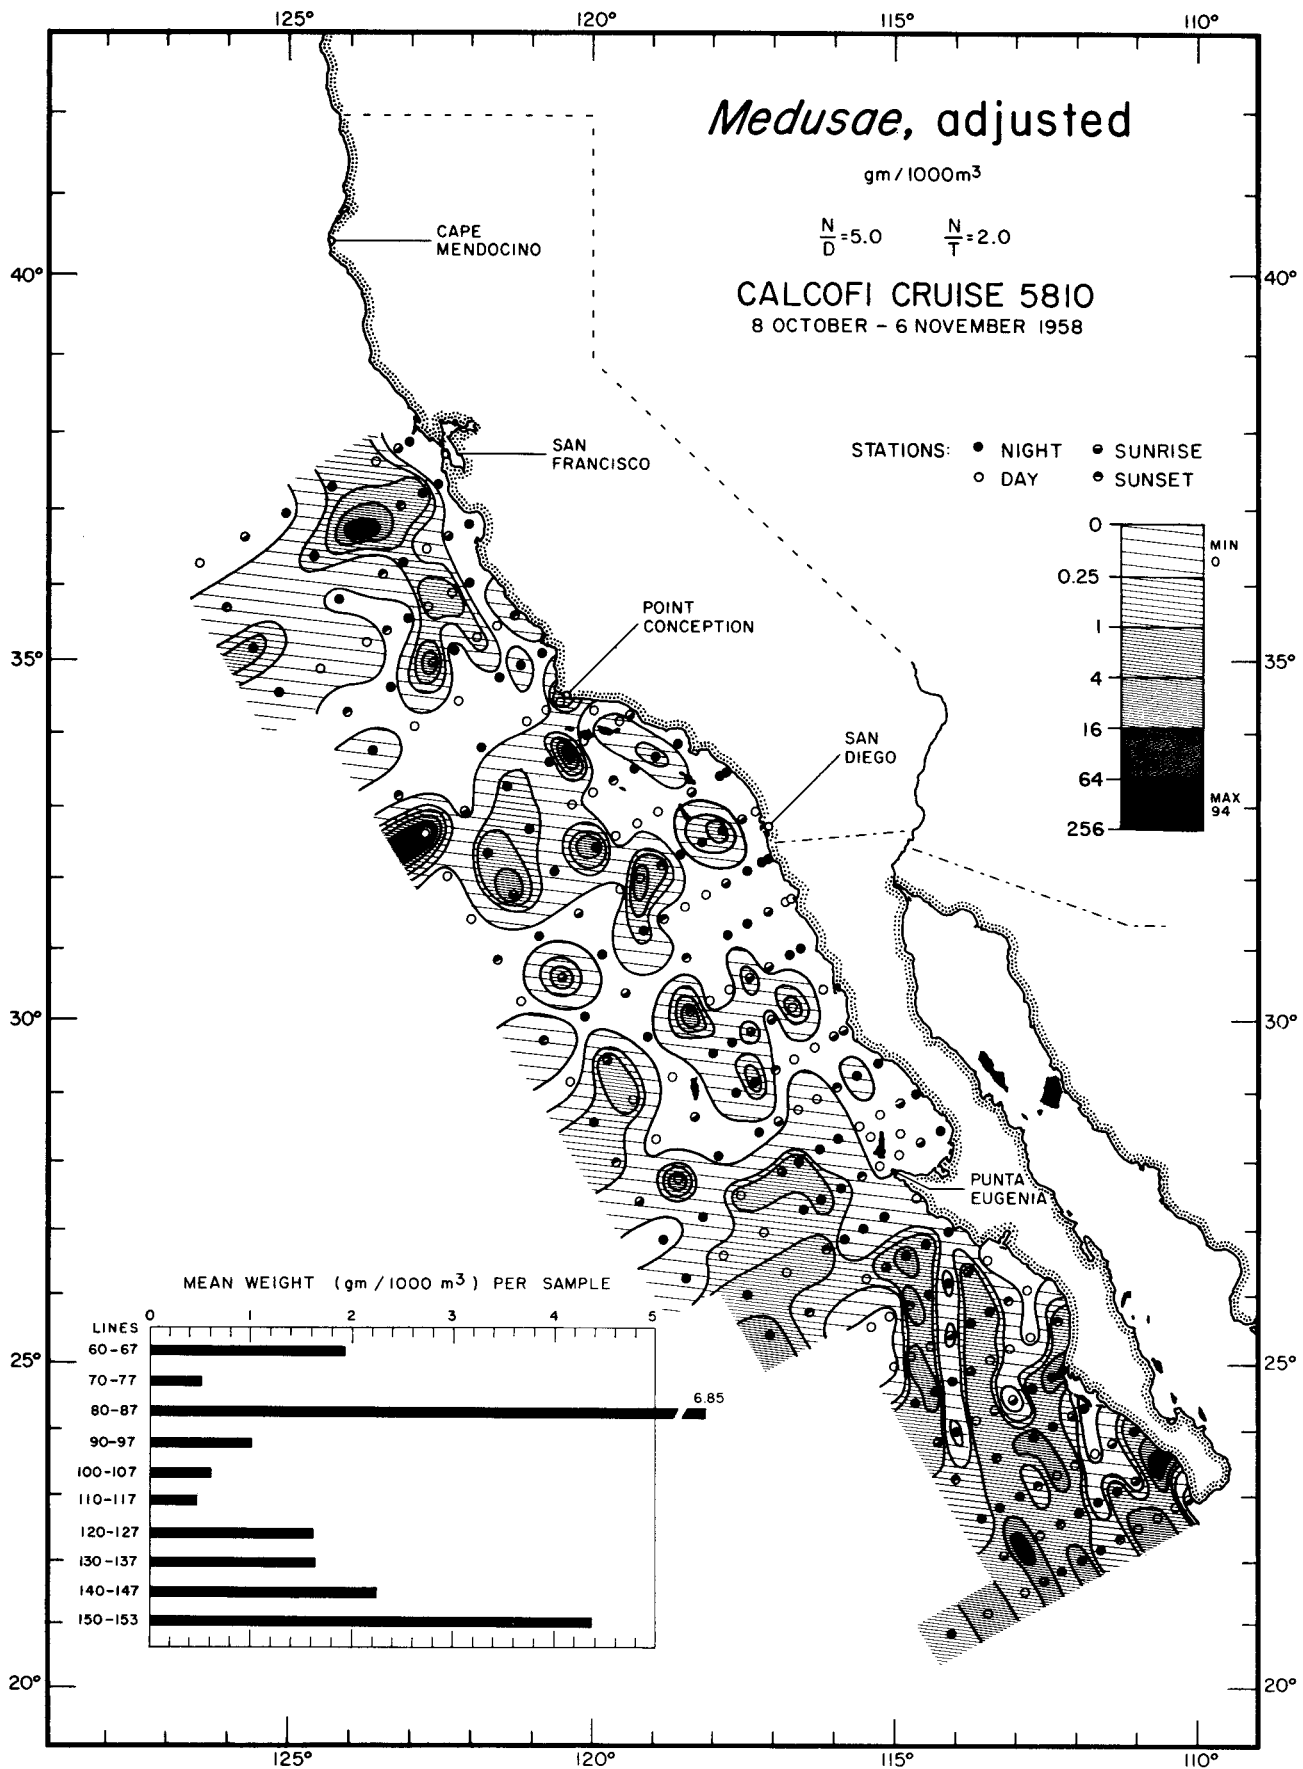 125° 120° 115° 110°
Medusae, adjusted
gm/1000m³
N/D=5.0 N/T=2.0
CALCOFI CRUISE 5810
8 OCTOBER – 6 NOVEMBER 1958
CAPE
MENDOCINO
40° 40°
SAN
FRANCISCO
STATIONS: ● NIGHT SUNRISE
○ DAY SUNSET
0
MIN
0
0.25
1
4
16
64
MAX
94
256
POINT
CONCEPTION
35° 35°
SAN
DIEGO
30° 30°
PUNTA
EUGENIA
MEAN WEIGHT (gm/1000 m³) PER SAMPLE
0 1 2 3 4 5
LINES
60–67
25° 25°
70–77
80–87 6.85
90–97
100–107
110–117
120–127
130–137
140–147
150–153
20° 20°
125° 120° 115° 110°